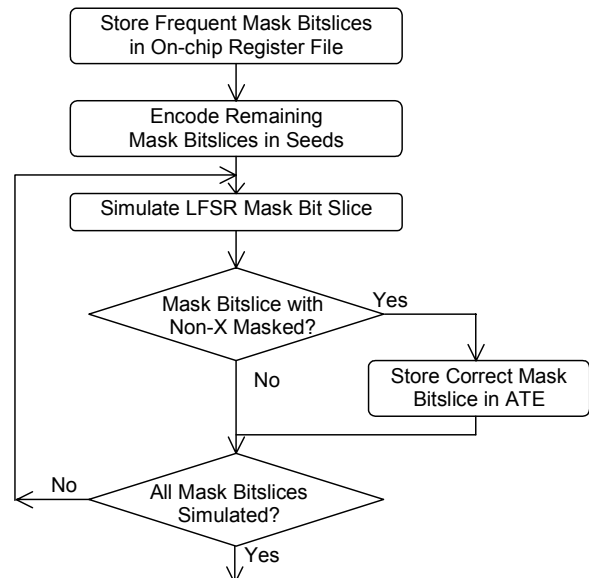 Store Frequent Mask Bitslices
in On-chip Register File
Encode Remaining
Mask Bitslices in Seeds
Simulate LFSR Mask Bit Slice
Mask Bitslice with
Non-X Masked?
Yes
No
Store Correct Mask
Bitslice in ATE
No
All Mask Bitslices
Simulated?
Yes